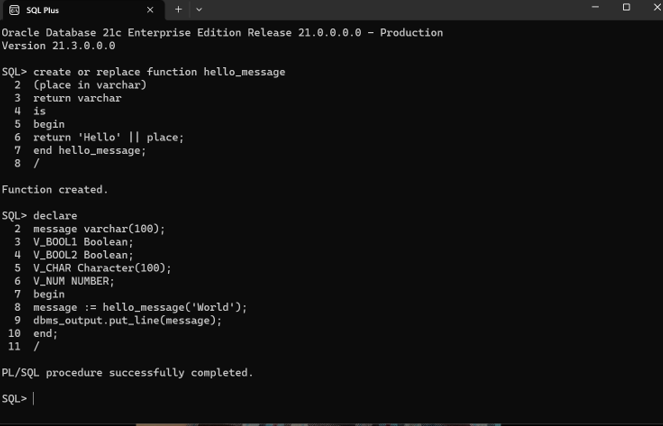 SQL Plus
Oracle Database 21c Enterprise Edition Release 21.0.0.0.0 - Production
Version 21.3.0.0.0
SQL> create or replace function hello_message
2 (place in varchar)
3 return varchar
4 is
5 begin
6 return 'Hello' || place;
7 end hello_message;
8 /
Function created.
SQL> declare
2 message varchar(100);
3 V_BOOL1 Boolean;
4 V_BOOL2 Boolean;
5 V_CHAR Character(100);
6 V_NUM NUMBER;
7 begin
8 message := hello_message('World');
9 dbms_output.put_line(message);
10 end;
11 /
PL/SQL procedure successfully completed.
SQL>